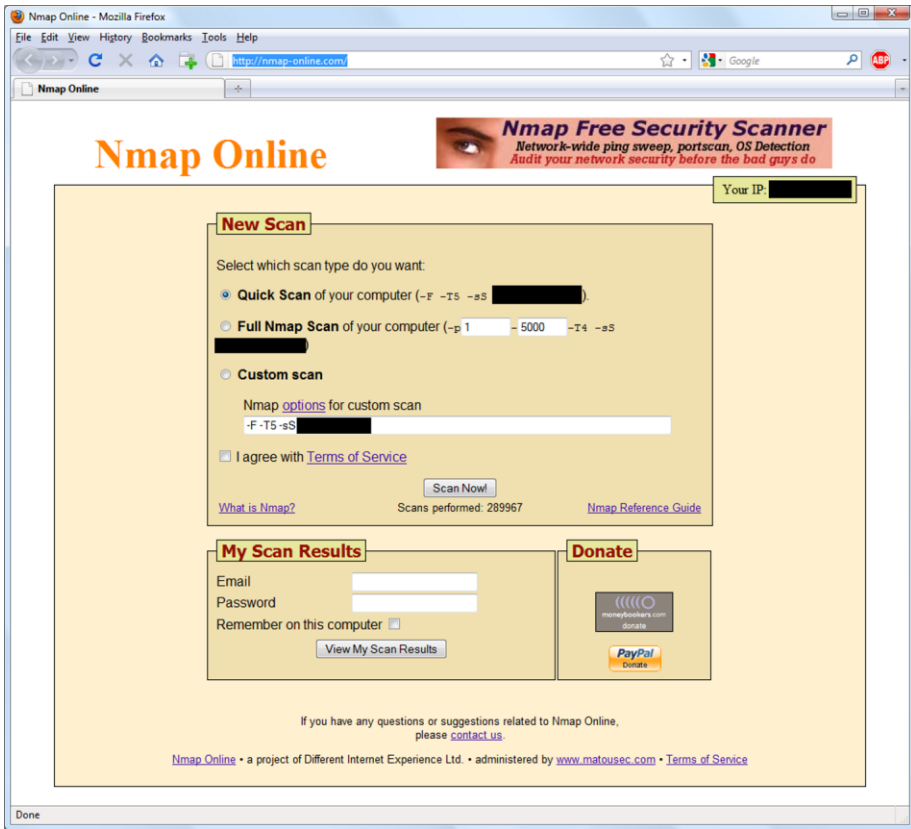 Nmap Online - Mozilla Firefox
File Edit View History Bookmarks Tools Help
http://nmap-online.com/
Google
ABP
Nmap Online
Nmap Online
Nmap Free Security Scanner
Network-wide ping sweep, portscan, OS Detection
Audit your network security before the bad guys do
Your IP:
New Scan
Select which scan type do you want:
Quick Scan of your computer (-F -T5 -sS ).
Full Nmap Scan of your computer (-p 1 - 5000 -T4 -sS
)
Custom scan
Nmap options for custom scan
-F -T5 -sS
I agree with Terms of Service
Scan Now!
What is Nmap? Scans performed: 289967 Nmap Reference Guide
My Scan Results
Email
Password
Remember on this computer
View My Scan Results
Donate
moneybookers.com
donate
PayPal
Donate
If you have any questions or suggestions related to Nmap Online,
please contact us.
Nmap Online • a project of Different Internet Experience Ltd. • administered by www.matousec.com • Terms of Service
Done